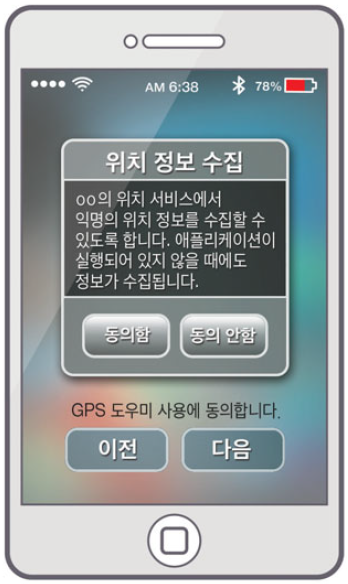 AM 6:38
78%
위치 정보 수집
oo의 위치 서비스에서
익명의 위치 정보를 수집할 수
있도록 합니다. 애플리케이션이
실행되어 있지 않을 때에도
정보가 수집됩니다.
동의함 동의 안함
GPS 도우미 사용에 동의합니다.
이전 다음